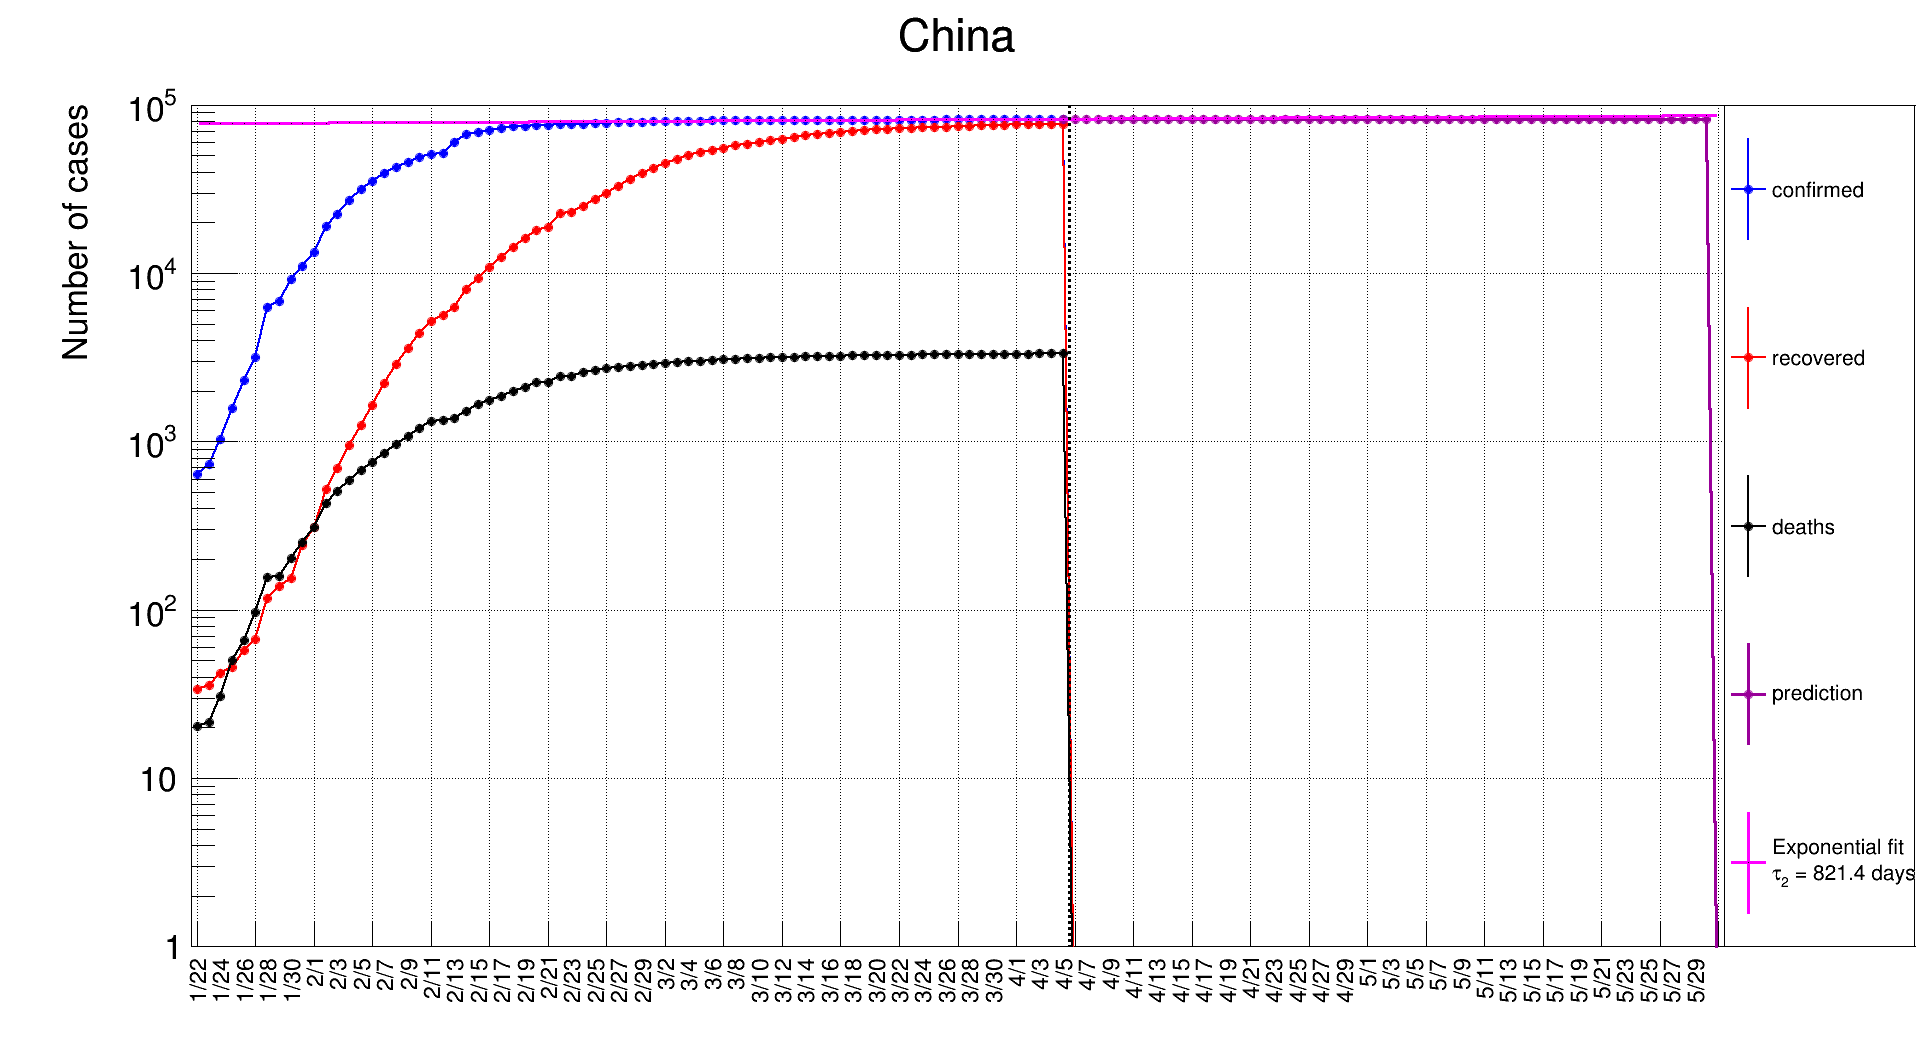 China
Number of cases
10^5
10^4
10^3
10^2
10
1
1/22 1/24 1/26 1/28 1/30 2/1 2/3 2/5 2/7 2/9 2/11 2/13 2/15 2/17 2/19 2/21 2/23 2/25 2/27 2/29 3/2 3/4 3/6 3/8 3/10 3/12 3/14 3/16 3/18 3/20 3/22 3/24 3/26 3/28 3/30 4/1 4/3 4/5 4/7 4/9 4/11 4/13 4/15 4/17 4/19 4/21 4/23 4/25 4/27 4/29 5/1 5/3 5/5 5/7 5/9 5/11 5/13 5/15 5/17 5/19 5/21 5/23 5/25 5/27 5/29
confirmed
recovered
deaths
prediction
Exponential fit
τ₂ = 821.4 days